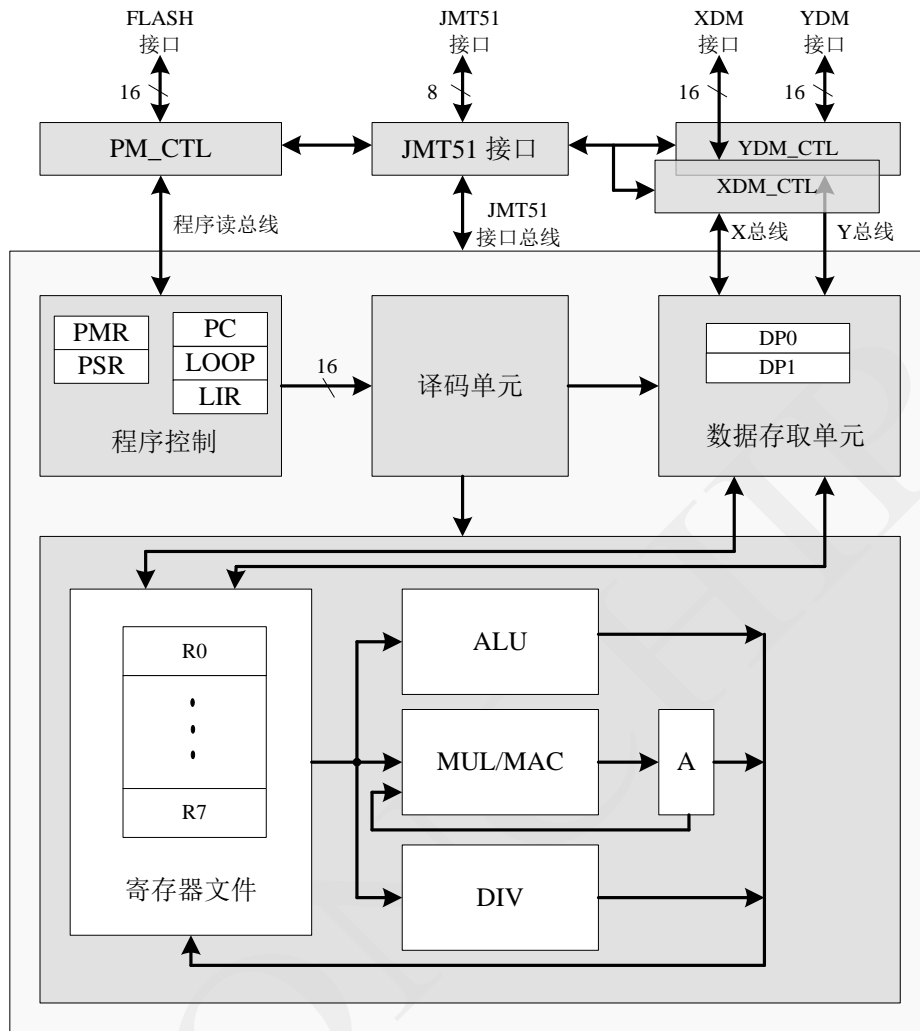 FLASH
接口
JMT51
接口
XDM
接口
YDM
接口
16
8
16
16
PM_CTL
JMT51 接口
YDM_CTL
XDM_CTL
程序读总线
JMT51
接口总线
X总线
Y总线
PMR
PSR
PC
LOOP
LIR
程序控制
16
译码单元
DP0
DP1
数据存取单元
R0
R7
寄存器文件
ALU
MUL/MAC
A
DIV